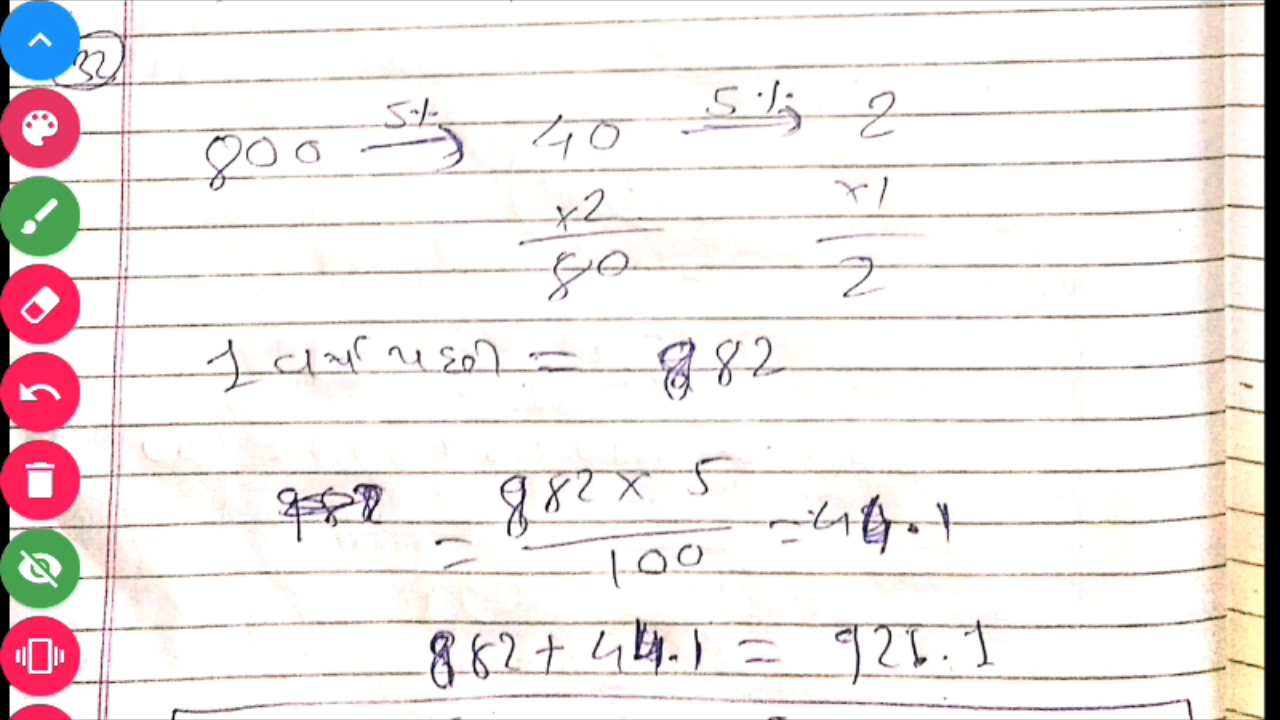 32
800 5%→ 40 5%→ 2
×2 ×1
80 2
1 વર્ષ પછી = 882
= 882 × 5 / 100 = 44.1
882 + 44.1 = 926.1